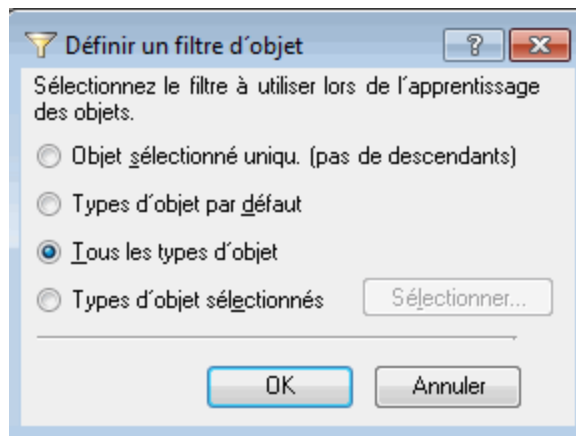 Définir un filtre d´objet
Sélectionnez le filtre à utiliser lors de l´apprentissage
des objets.
Objet sélectionné uniqu. (pas de descendants)
Types d´objet par défaut
Tous les types d´objet
Types d´objet sélectionnés Sélectionner...
OK Annuler